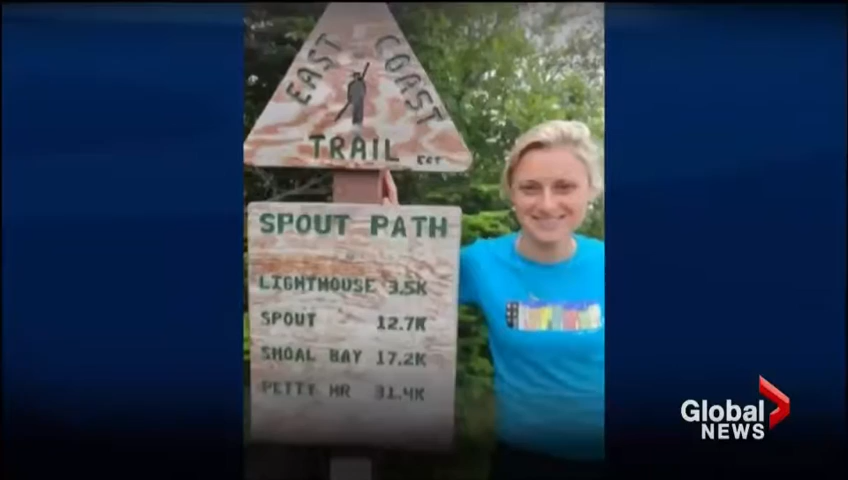 EAST COAST
TRAIL ECT
SPOUT PATH
LIGHTHOUSE 3.5K
SPOUT 12.7K
SHOAL BAY 17.2K
PETTY HR 31.4K
Global
NEWS